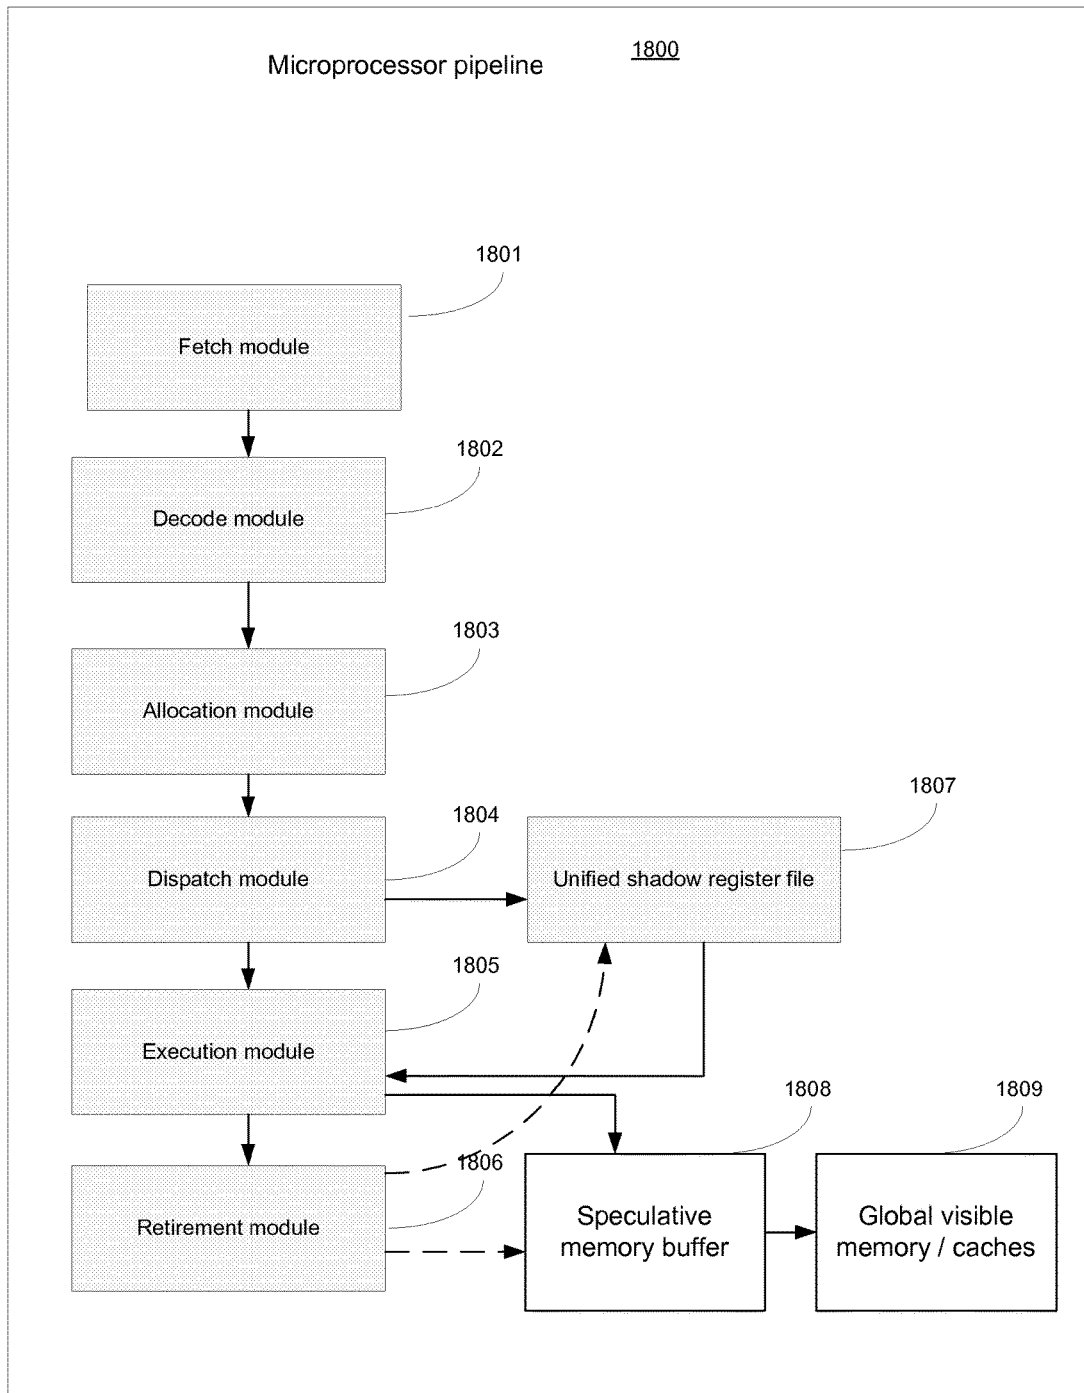 Microprocessor pipeline
1800
1801
Fetch module
1802
Decode module
1803
Allocation module
1804
Dispatch module
1807
Unified shadow register file
1805
Execution module
1808
1809
1806
Retirement module
Speculative
memory buffer
Global visible
memory / caches